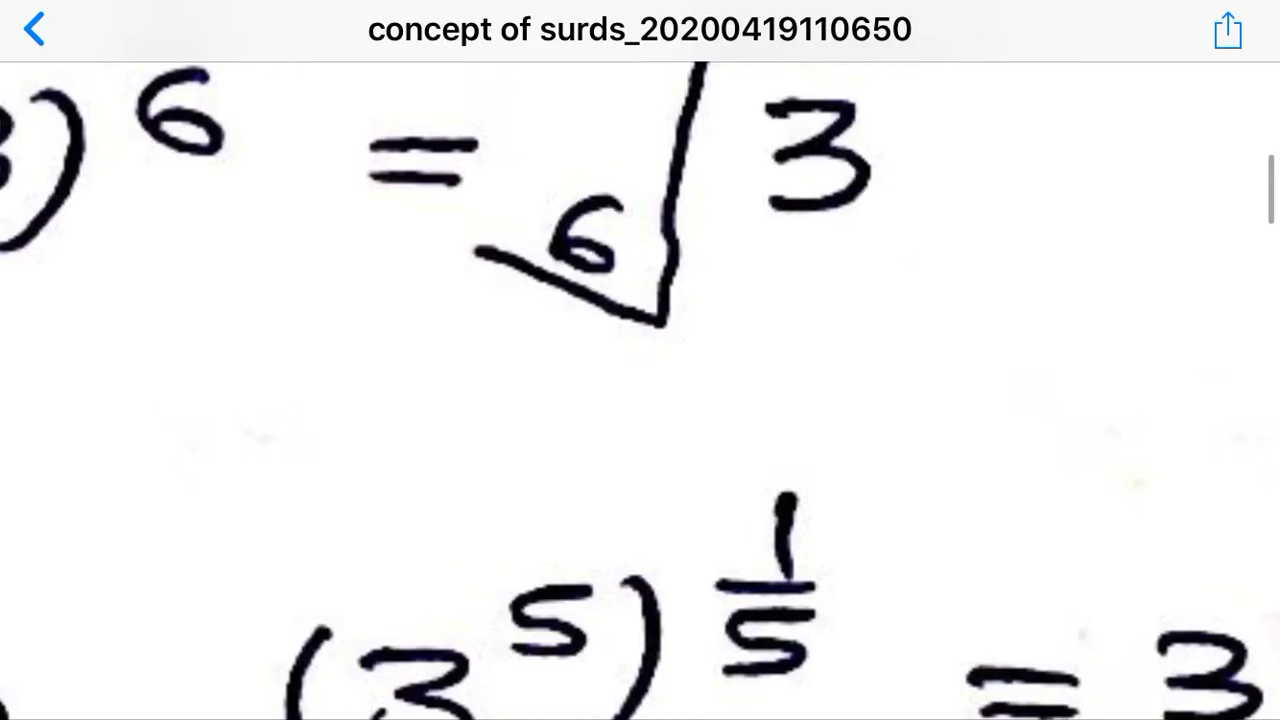 concept of surds_20200419110650
)⁶ = ⁶√3
(3⁵)^(1/5) = 3